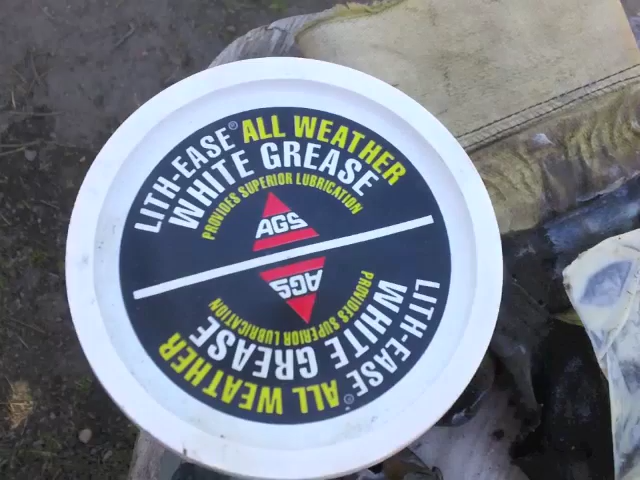 LITH-EASE® ALL WEATHER
WHITE GREASE
PROVIDES SUPERIOR LUBRICATION
AGS
AGS
PROVIDES SUPERIOR LUBRICATION
WHITE GREASE
LITH-EASE® ALL WEATHER